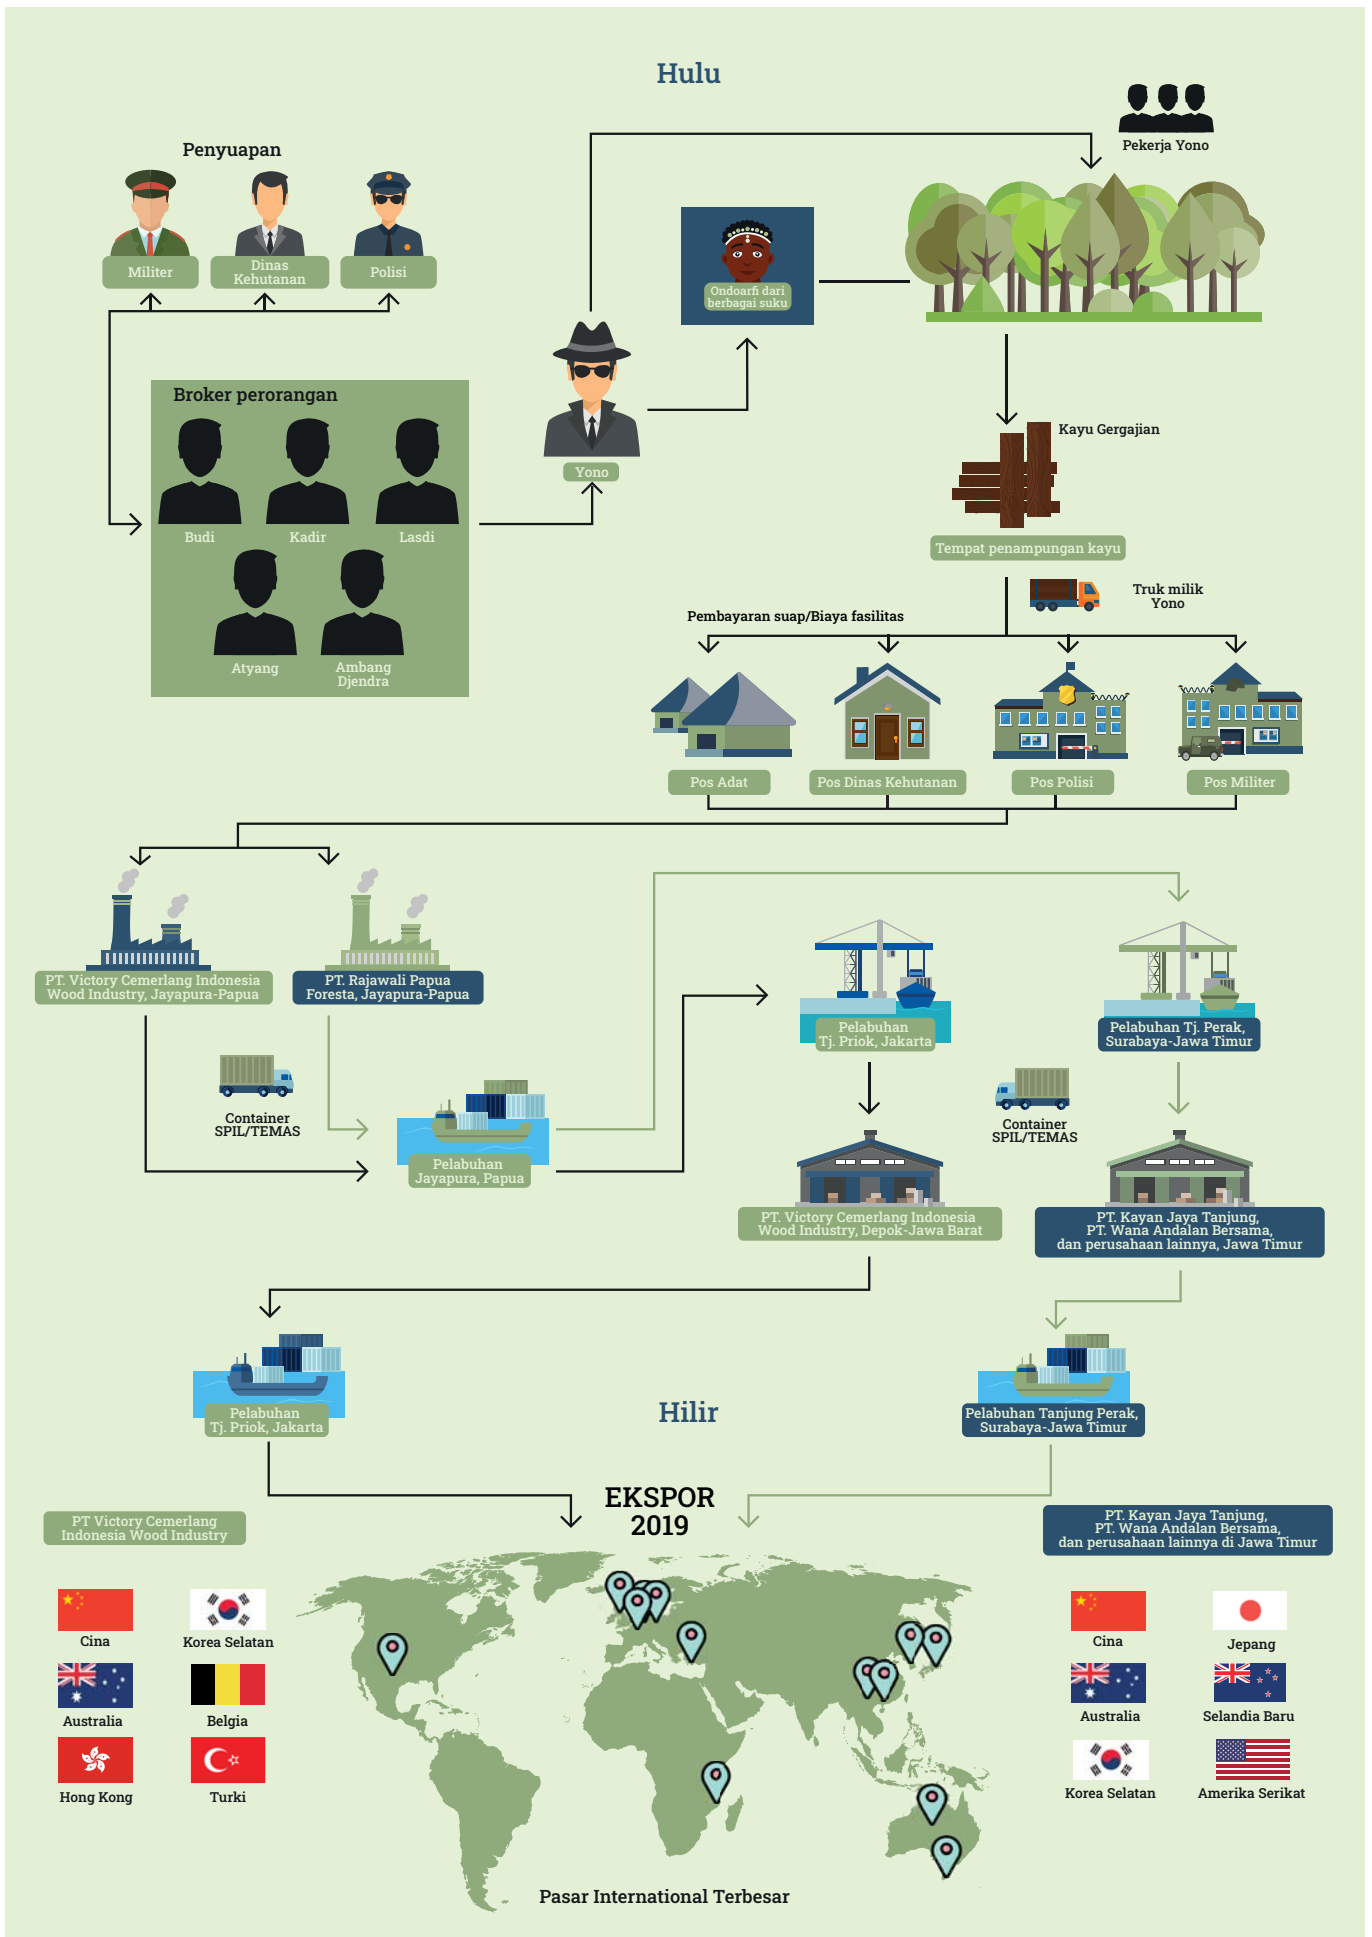 Hulu
Pekerja Yono
Penyuapan
Militer
Dinas
Kehutanan
Polisi
Ondoarfi dari
berbagai suku
Broker perorangan
Budi
Kadir
Lasdi
Atyang
Ambang
Djendra
Yono
Kayu Gergajian
Tempat penampungan kayu
Truk milik
Yono
Pembayaran suap/Biaya fasilitas
Pos Adat
Pos Dinas Kehutanan
Pos Polisi
Pos Militer
PT. Victory Cemerlang Indonesia
Wood Industry, Jayapura-Papua
PT. Rajawali Papua
Foresta, Jayapura-Papua
Pelabuhan
Tj. Priok, Jakarta
Pelabuhan Tj. Perak,
Surabaya-Jawa Timur
Container
SPIL/TEMAS
Container
SPIL/TEMAS
Pelabuhan
Jayapura, Papua
PT. Victory Cemerlang Indonesia
Wood Industry, Depok-Jawa Barat
PT. Kayan Jaya Tanjung,
PT. Wana Andalan Bersama,
dan perusahaan lainnya, Jawa Timur
Pelabuhan
Tj. Priok, Jakarta
Hilir
Pelabuhan Tanjung Perak,
Surabaya-Jawa Timur
EKSPOR
2019
PT Victory Cemerlang
Indonesia Wood Industry
PT. Kayan Jaya Tanjung,
PT. Wana Andalan Bersama,
dan perusahaan lainnya di Jawa Timur
Cina
Korea Selatan
Australia
Belgia
Hong Kong
Turki
Cina
Jepang
Australia
Selandia Baru
Korea Selatan
Amerika Serikat
Pasar International Terbesar